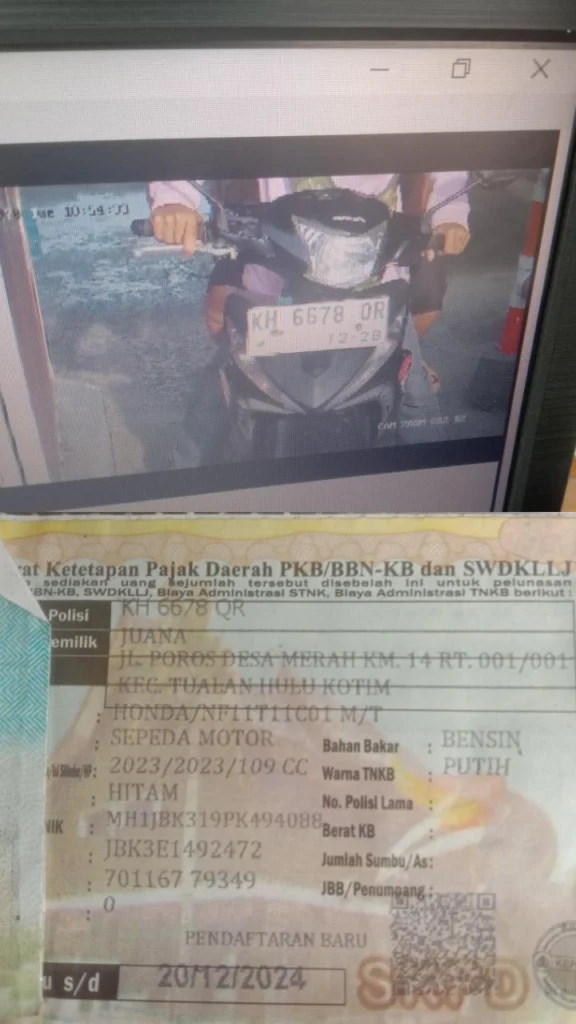 10:54:33
KH 6678 QR
12-28
Ketetapan Pajak Daerah PKB/BBN-KB dan SWDKLLJ
sediakan uang sejumlah tersebut disebelah ini untuk pelunasan
BBN-KB, SWDKLLJ, Biaya Administrasi STNK, Biaya Administrasi TNKB berikut :
Polisi KH 6678 QR
JUANA
JL. POROS DESA MERAH KM. 14 RT. 001/001
KEC. TUALAN HULU KOTIM
: HONDA/NF11T11C01 M/T
: SEPEDA MOTOR Bahan Bakar : BENSIN
: 2023/2023/109 CC Warna TNKB : PUTIH
: HITAM No. Polisi Lama :
: MH1JBK319PK494088 Berat KB :
: JBK3E1492472 Jumlah Sumbu/As:
: 701167 79349 JBB/Penumpang :
: 0
PENDAFTARAN BARU
s/d 20/12/2024